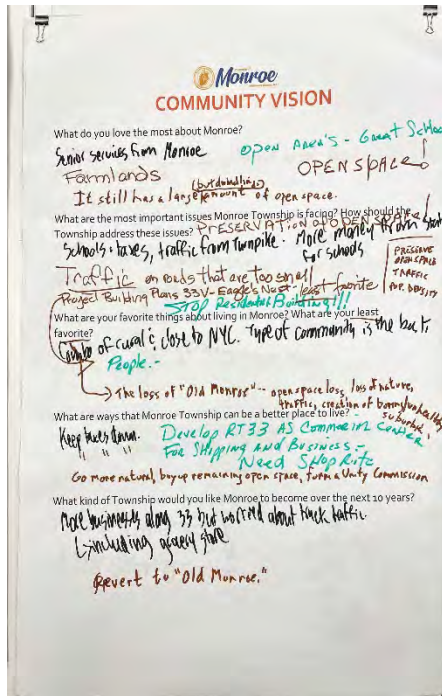 Monroe
COMMUNITY VISION
What do you love the most about Monroe?
Senior services from Monroe
OPEN AREA'S - Great School
Farmlands
OPEN SPACE!
(but dwindling)
It still has a large amount of open space.
What are the most important issues Monroe Township is facing? How should the
Township address these issues?
PRESERVATION of OPEN SPACE!
Schools + taxes, traffic from Turnpike. More money from State
for schools
Traffic on roads that are too small
PRESERVE
OPEN SPACE
TRAFFIC
POP. DENSITY
Project Building Plans 33 V- Eagle's Nest- least favorite
STOP Residential Building!!!
What are your favorite things about living in Monroe? What are your least
favorite?
Combo of rural & close to NYC. Type of community is the best.
People.-
The loss of "Old Monroe" - open space loss, loss of nature,
traffic, creation of
suburbia
What are ways that Monroe Township can be a better place to live?
Keep taxes down.
" " "
Develop RT33 AS Commercial Center
For Shipping And Business -
Need ShopRite
Go more natural, buy up remaining open space, form a Unity Commission
What kind of Township would you like Monroe to become over the next 10 years?
More businesses along 33 but worried about truck traffic
including grocery store
Revert to "Old Monroe."